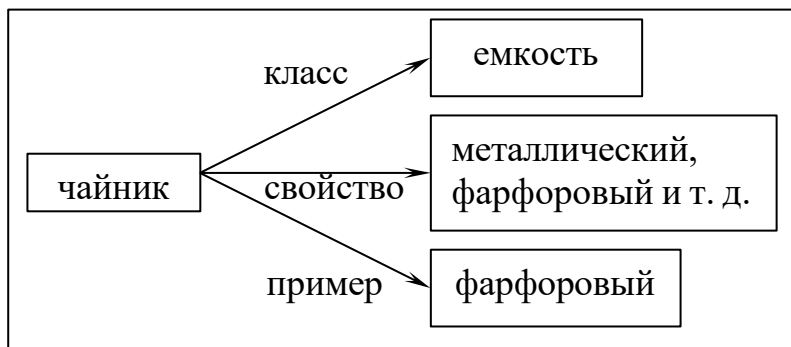 класс
емкость
чайник
свойство
металлический,
фарфоровый и т. д.
пример
фарфоровый